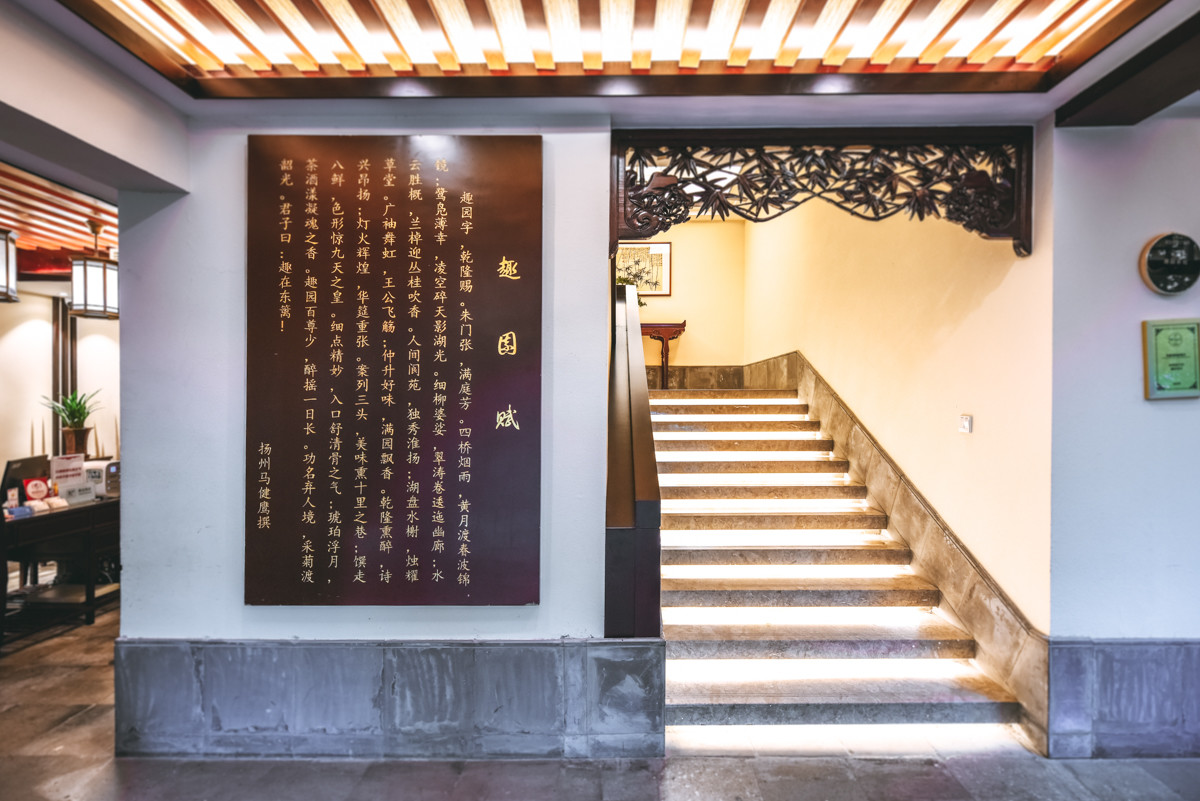 趣园赋
趣园字，乾隆赐。朱门张，满庭芳。四桥烟雨，黄月渡春波锦，
镜；鸳凫薄幸，凌空碎天影湖光。细柳婆娑，翠涛卷逶迤幽廊；水
云胜概，兰棹迎丛桂吹香。人间阆苑，独秀淮扬；湖盘水榭，烛耀
草堂。广袖舞虹，王公飞觞；仲升好味，满园飘香。乾隆熏醉，诗
兴昂扬；灯火辉煌，华筵重张。案列三头，美味熏十里之巷；馔走
八鲜，色形惊九天之皇。细点精妙，入口舒清骨之气；琥珀浮月，
茶酒漾凝魂之香。趣园百尊少，醉摇一日长。功名弃人境，采菊渡
韶光。君子曰：趣在东篱！
扬州马健鹰撰